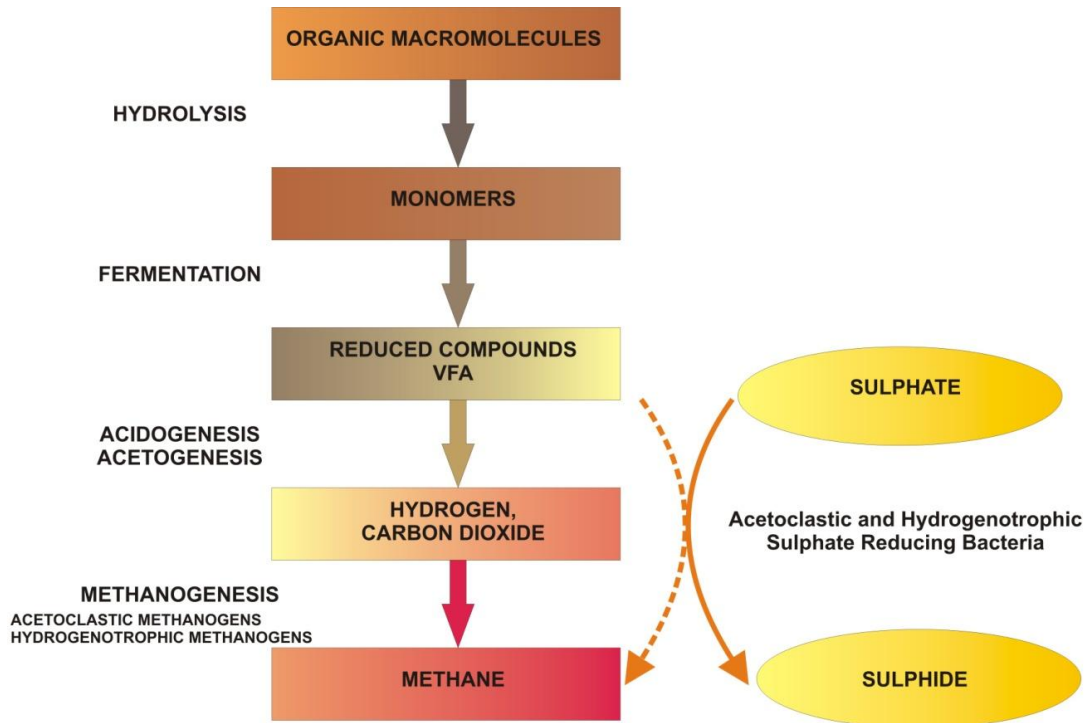 ORGANIC MACROMOLECULES
HYDROLYSIS
MONOMERS
FERMENTATION
REDUCED COMPOUNDS
VFA
SULPHATE
ACIDOGENESIS
ACETOGENESIS
HYDROGEN,
CARBON DIOXIDE
Acetoclastic and Hydrogenotrophic
Sulphate Reducing Bacteria
METHANOGENESIS
ACETOCLASTIC METHANOGENS
HYDROGENOTROPHIC METHANOGENS
METHANE
SULPHIDE